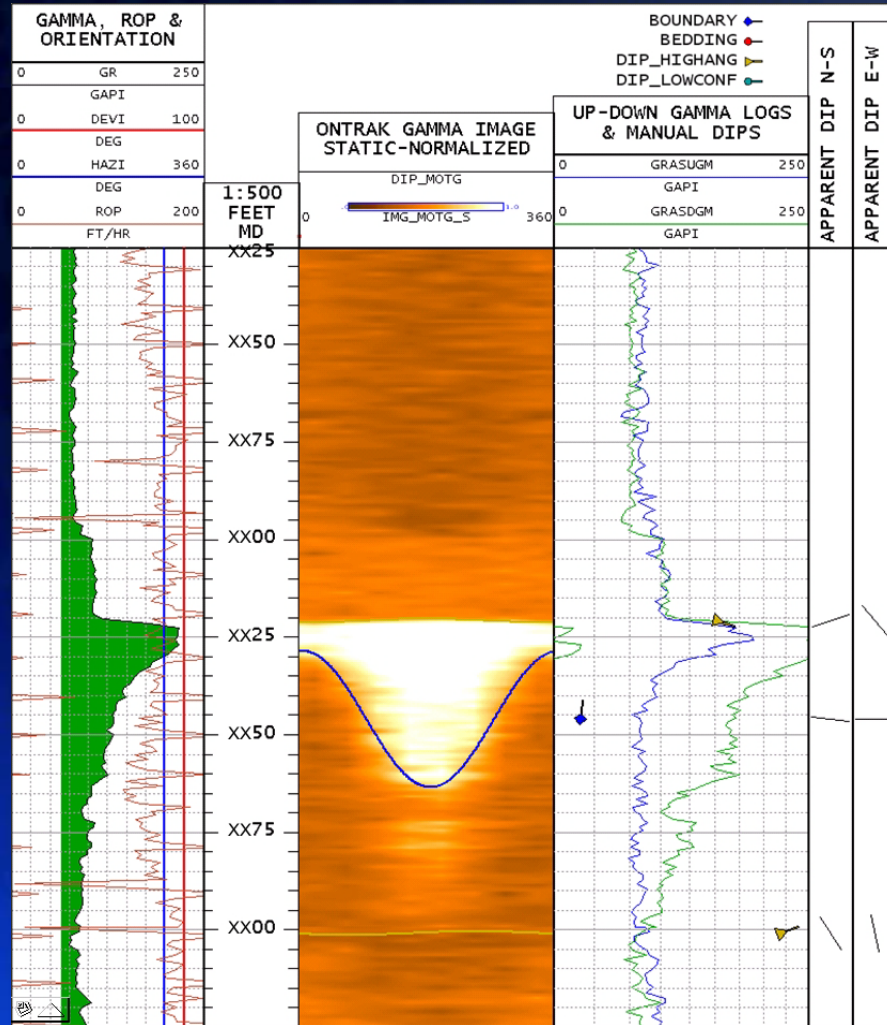 GAMMA, ROP &
ORIENTATION
0 GR 250
GAPI
0 DEVI 100
DEG
0 HAZI 360
DEG
0 ROP 200
FT/HR
1:500
FEET
MD
ONTRAK GAMMA IMAGE
STATIC-NORMALIZED
DIP_MOTG
1.0
0 IMG_MOTG_S 360
BOUNDARY
BEDDING
DIP_HIGHANG
DIP_LOWCONF
UP-DOWN GAMMA LOGS
& MANUAL DIPS
0 GRASUGM 250
GAPI
0 GRASDGM 250
GAPI
APPARENT DIP N-S
APPARENT DIP E-W
XX25
XX50
XX75
XX00
XX25
XX50
XX75
XX00